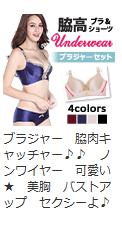 脇高 ブラ&ショーツ
Underwear
ブラジャーセット
4colors
ブラジャー 脇肉キ
ャッチャー♪♪ ノ
ンワイヤー 可愛い
★ 美胸 バストア
ップ セクシーよ♪